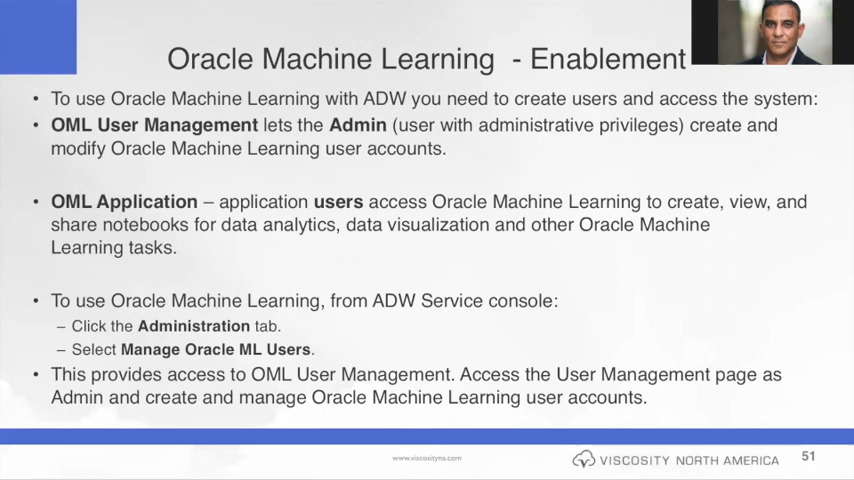 Oracle Machine Learning - Enablement
• To use Oracle Machine Learning with ADW you need to create users and access the system:
• OML User Management lets the Admin (user with administrative privileges) create and
modify Oracle Machine Learning user accounts.
• OML Application – application users access Oracle Machine Learning to create, view, and
share notebooks for data analytics, data visualization and other Oracle Machine
Learning tasks.
• To use Oracle Machine Learning, from ADW Service console:
– Click the Administration tab.
– Select Manage Oracle ML Users.
• This provides access to OML User Management. Access the User Management page as
Admin and create and manage Oracle Machine Learning user accounts.
www.viscosityna.com
VISCOSITY NORTH AMERICA
51